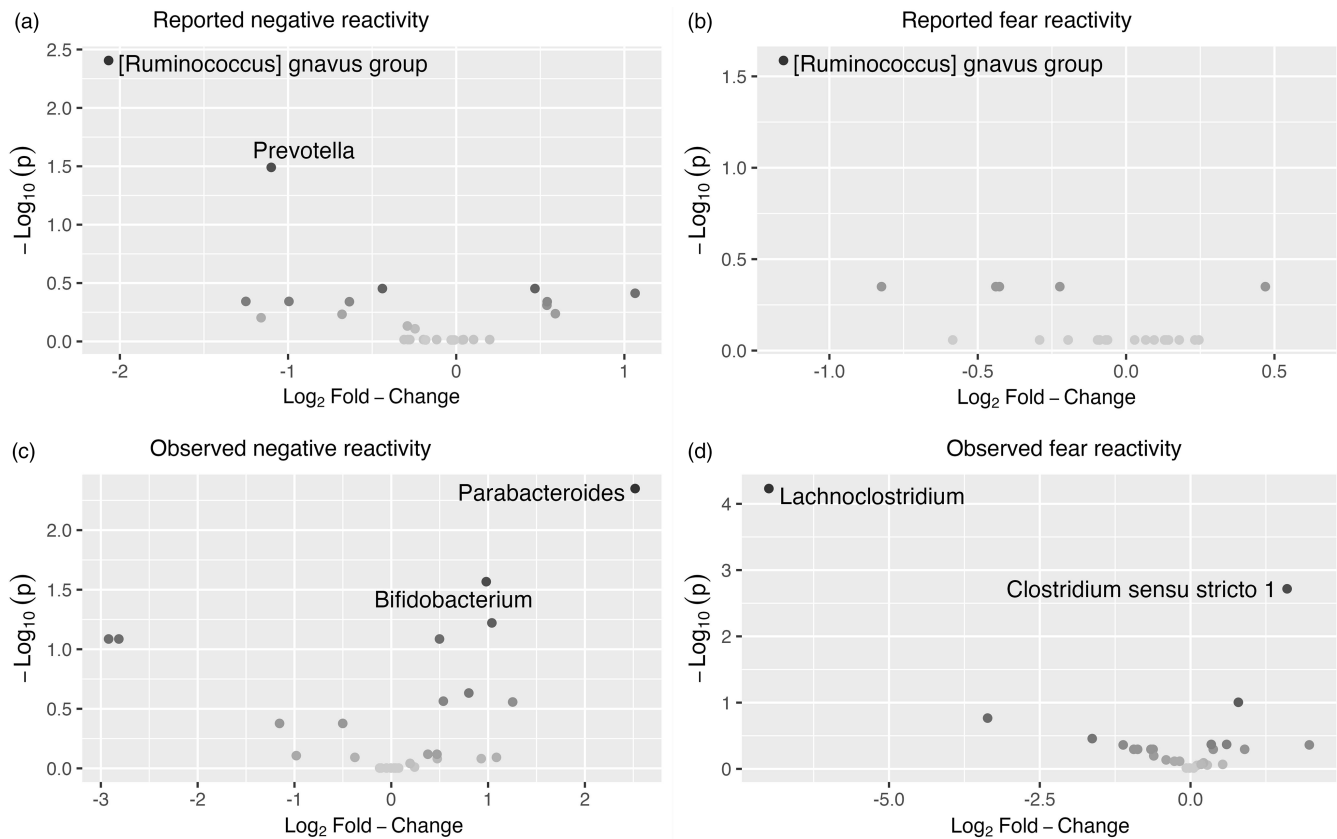 (a) Reported negative reactivity
2.5
[Ruminococcus] gnavus group
2.0
Prevotella
1.5
1.0
0.5
0.0
−Log10 (p)
-2 -1 0 1
Log2 Fold − Change
(b) Reported fear reactivity
[Ruminococcus] gnavus group
1.5
1.0
0.5
0.0
−Log10 (p)
-1.0 -0.5 0.0 0.5
Log2 Fold − Change
(c) Observed negative reactivity
Parabacteroides
2.0
1.5
Bifidobacterium
1.0
0.5
0.0
−Log10 (p)
-3 -2 -1 0 1 2
Log2 Fold − Change
(d) Observed fear reactivity
Lachnoclostridium
4
3
Clostridium sensu stricto 1
2
1
0
−Log10 (p)
-5.0 -2.5 0.0
Log2 Fold − Change